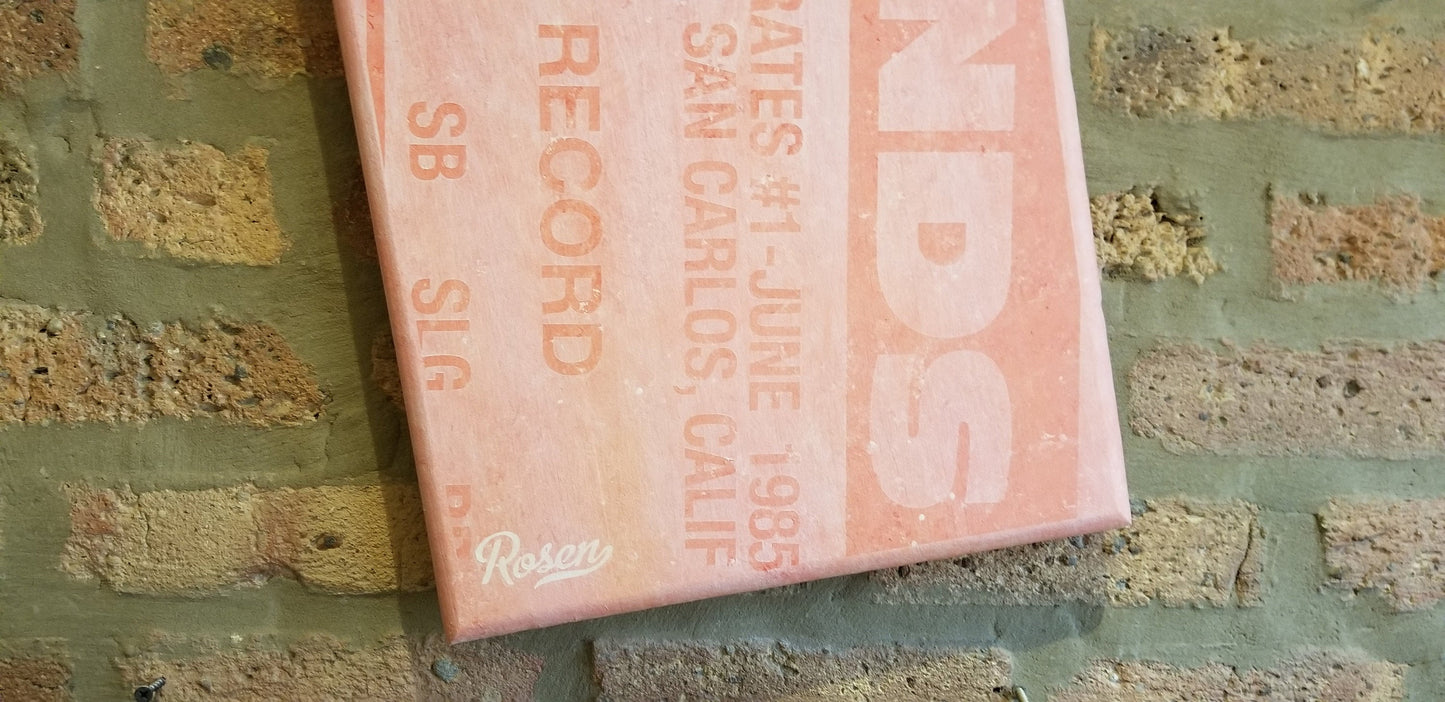 NDS
RATES #1 - JUNE 1985
SAN CARLOS, CALIF
RECORD
SB SLG
Rosen